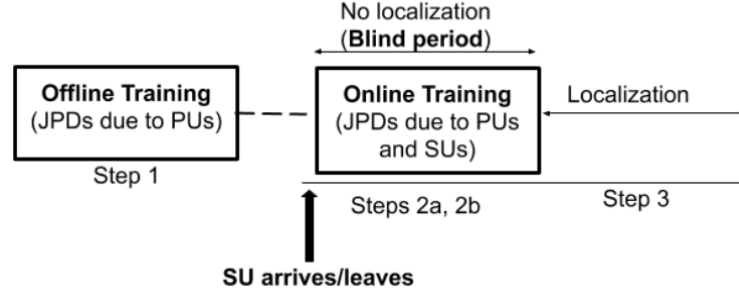 No localization
(Blind period)
Offline Training
(JPDs due to PUs)
Online Training
(JPDs due to PUs
and SUs)
Localization
Step 1
Steps 2a, 2b
Step 3
SU arrives/leaves